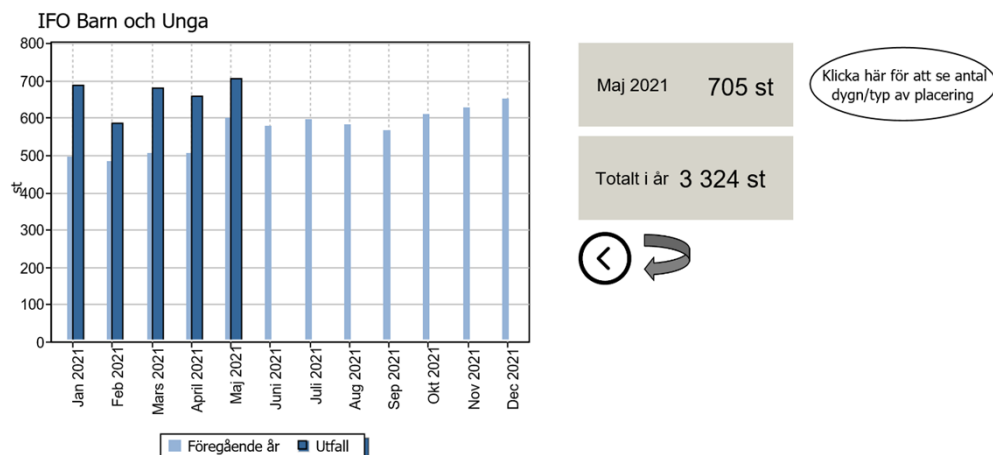 IFO Barn och Unga
800
700
600
500
400
300
200
100
0
st
Jan 2021
Feb 2021
Mars 2021
April 2021
Maj 2021
Juni 2021
Juli 2021
Aug 2021
Sep 2021
Okt 2021
Nov 2021
Dec 2021
Föregående år Utfall
Maj 2021 705 st
Totalt i år 3 324 st
Klicka här för att se antal
dygn/typ av placering